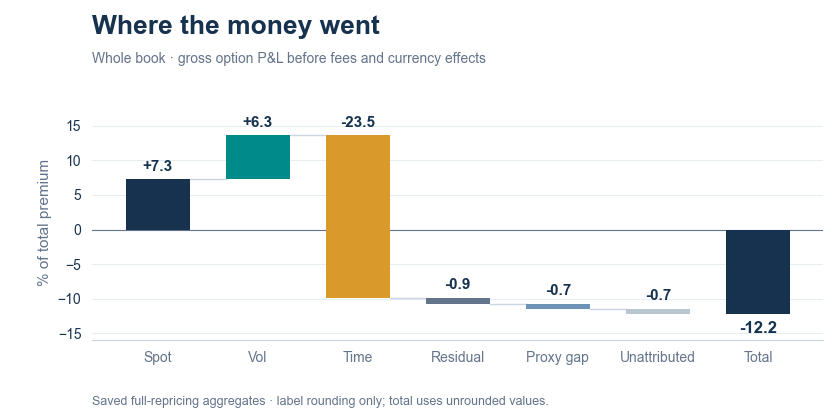 Where the money went
Whole book · gross option P&L before fees and currency effects
% of total premium
15
10
5
0
−5
−10
−15
+7.3
+6.3
-23.5
-0.9
-0.7
-0.7
-12.2
Spot
Vol
Time
Residual
Proxy gap
Unattributed
Total
Saved full-repricing aggregates · label rounding only; total uses unrounded values.